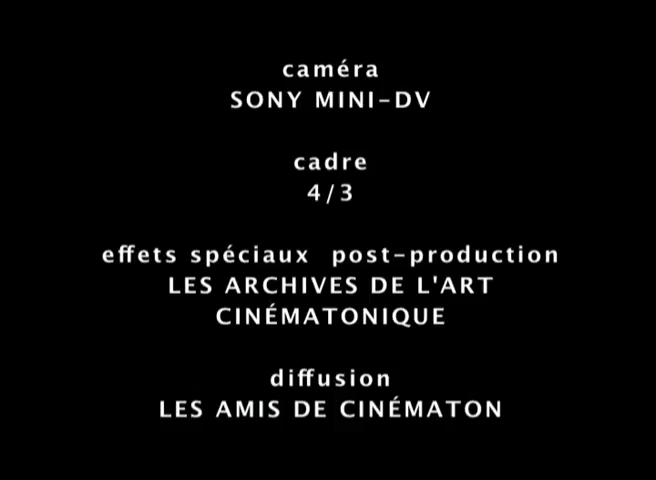 caméra
SONY MINI-DV
cadre
4/3
effets spéciaux post-production
LES ARCHIVES DE L'ART
CINÉMATONIQUE
diffusion
LES AMIS DE CINÉMATON